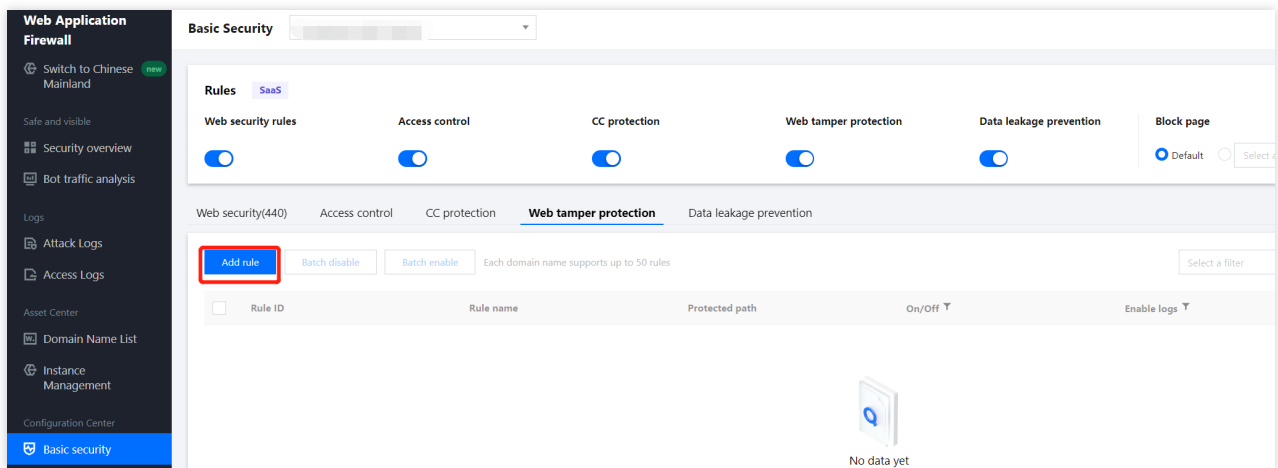 Web Application
Firewall
Switch to Chinese new
Mainland
Safe and visible
Security overview
Bot traffic analysis
Logs
Attack Logs
Access Logs
Asset Center
Domain Name List
Instance
Management
Configuration Center
Basic security
Basic Security
Rules SaaS
Web security rules Access control CC protection Web tamper protection Data leakage prevention Block page
Default Select a
Web security(440) Access control CC protection Web tamper protection Data leakage prevention
Add rule Batch disable Batch enable Each domain name supports up to 50 rules Select a filter
Rule ID Rule name Protected path On/Off Enable logs
No data yet